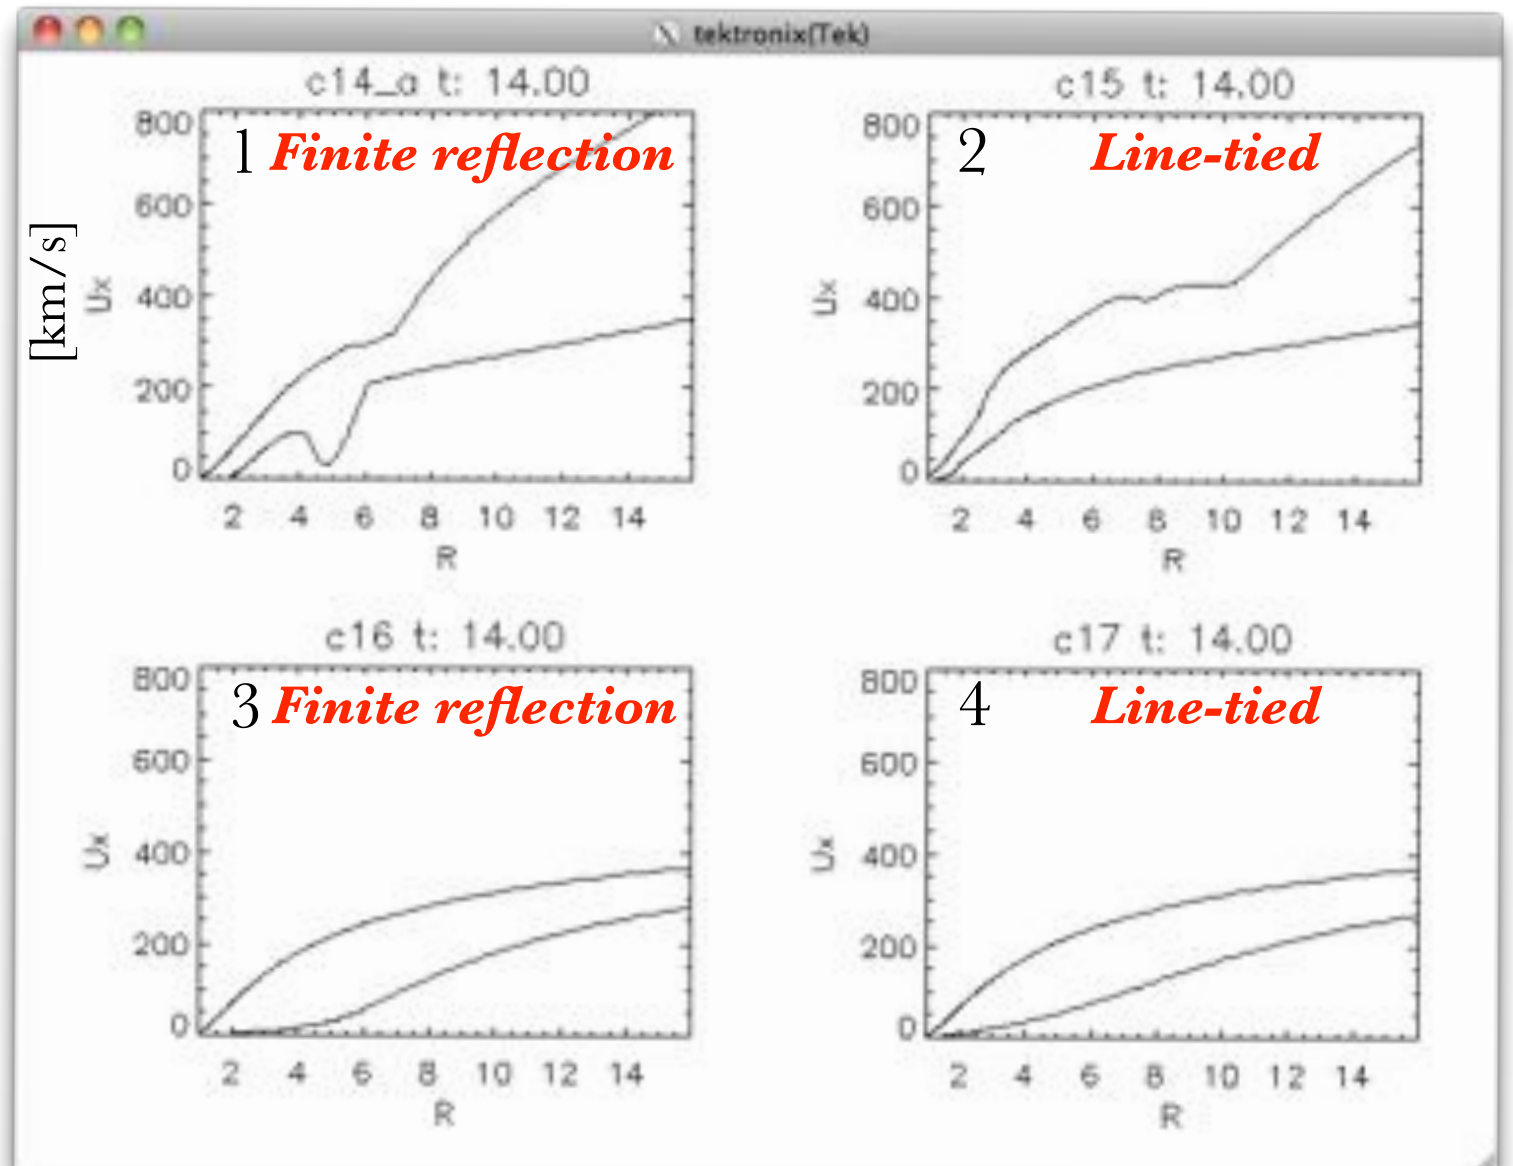 tektronix(Tek)
c14_a t: 14.00
1 Finite reflection
800
600
400
200
0
[km/s]
Ux
2 4 6 8 10 12 14
R
c15 t: 14.00
2 Line-tied
800
600
400
200
0
Ux
2 4 6 8 10 12 14
R
c16 t: 14.00
3 Finite reflection
800
600
400
200
0
Ux
2 4 6 8 10 12 14
R
c17 t: 14.00
4 Line-tied
800
600
400
200
0
Ux
2 4 6 8 10 12 14
R